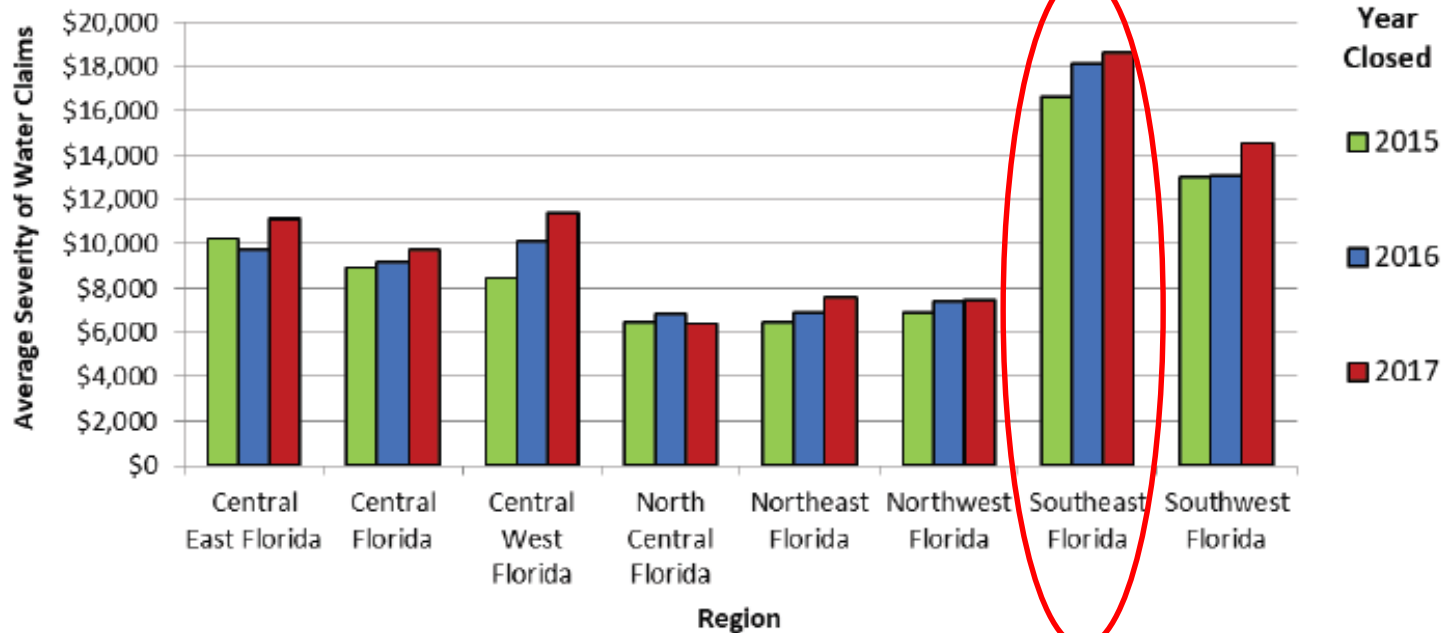 Average Severity of Water Claims
$20,000
$18,000
$16,000
$14,000
$12,000
$10,000
$8,000
$6,000
$4,000
$2,000
$0
Central
East Florida
Central
Florida
Central
West
Florida
North
Central
Florida
Northeast
Florida
Northwest
Florida
Southeast
Florida
Southwest
Florida
Region
Year
Closed
2015
2016
2017